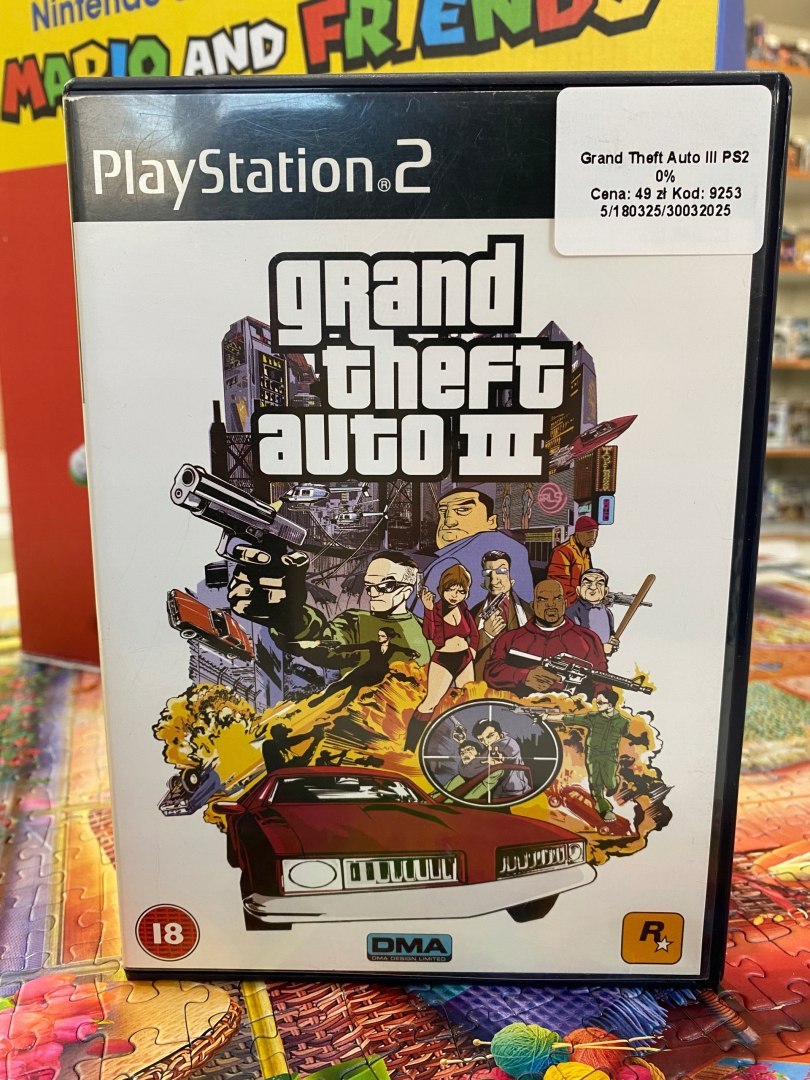 Nintendo
MARIO AND FRIENDS
PlayStation®2
Grand Theft Auto III PS2
0%
Cena: 49 zł Kod: 9253
5/180325/30032025
grand
theft
auto III
18
DMA
DMA DESIGN LIMITED
R